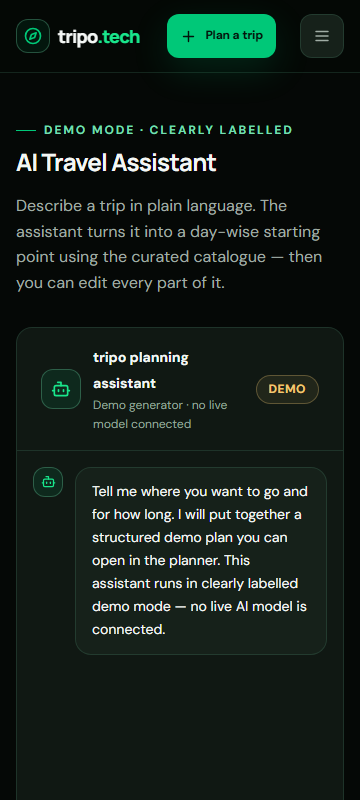 tripo.tech
Plan a trip
DEMO MODE · CLEARLY LABELLED
AI Travel Assistant
Describe a trip in plain language. The
assistant turns it into a day-wise starting
point using the curated catalogue — then
you can edit every part of it.
tripo planning
assistant
Demo generator · no live
model connected
DEMO
Tell me where you want to go and
for how long. I will put together a
structured demo plan you can
open in the planner. This
assistant runs in clearly labelled
demo mode — no live AI model is
connected.